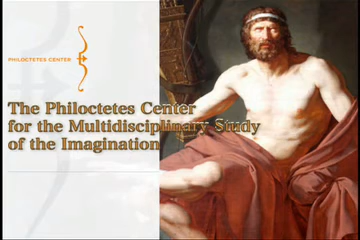 PHILOCTETES CENTER
The Philoctetes Center
for the Multidisciplinary Study
of the Imagination